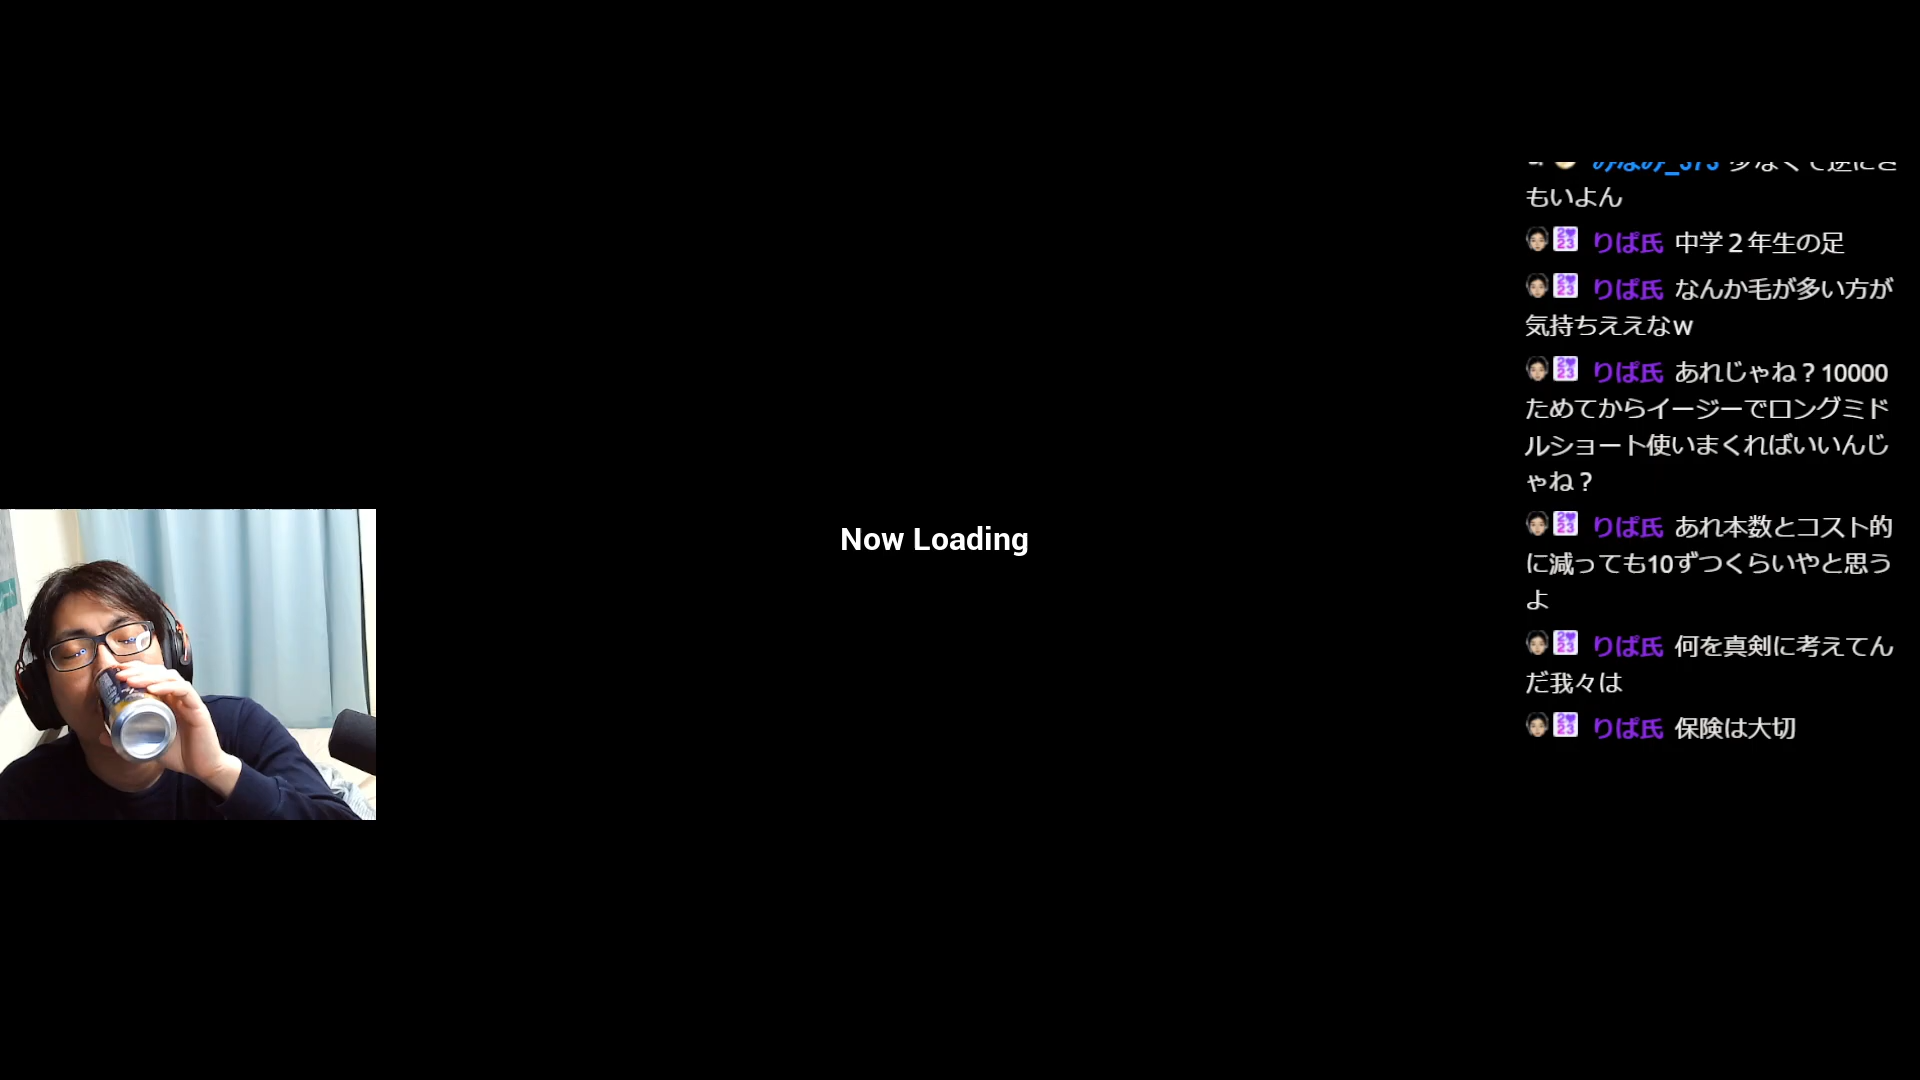 Now Loading
もいよん
りぱ氏 中学２年生の足
りぱ氏 なんか毛が多い方が
気持ちええなw
りぱ氏 あれじゃね？10000
ためてからイージーでロングミド
ルショート使いまくればいいんじ
ゃね？
りぱ氏 あれ本数とコスト的
に減っても10ずつくらいやと思う
よ
りぱ氏 何を真剣に考えてん
だ我々は
りぱ氏 保険は大切